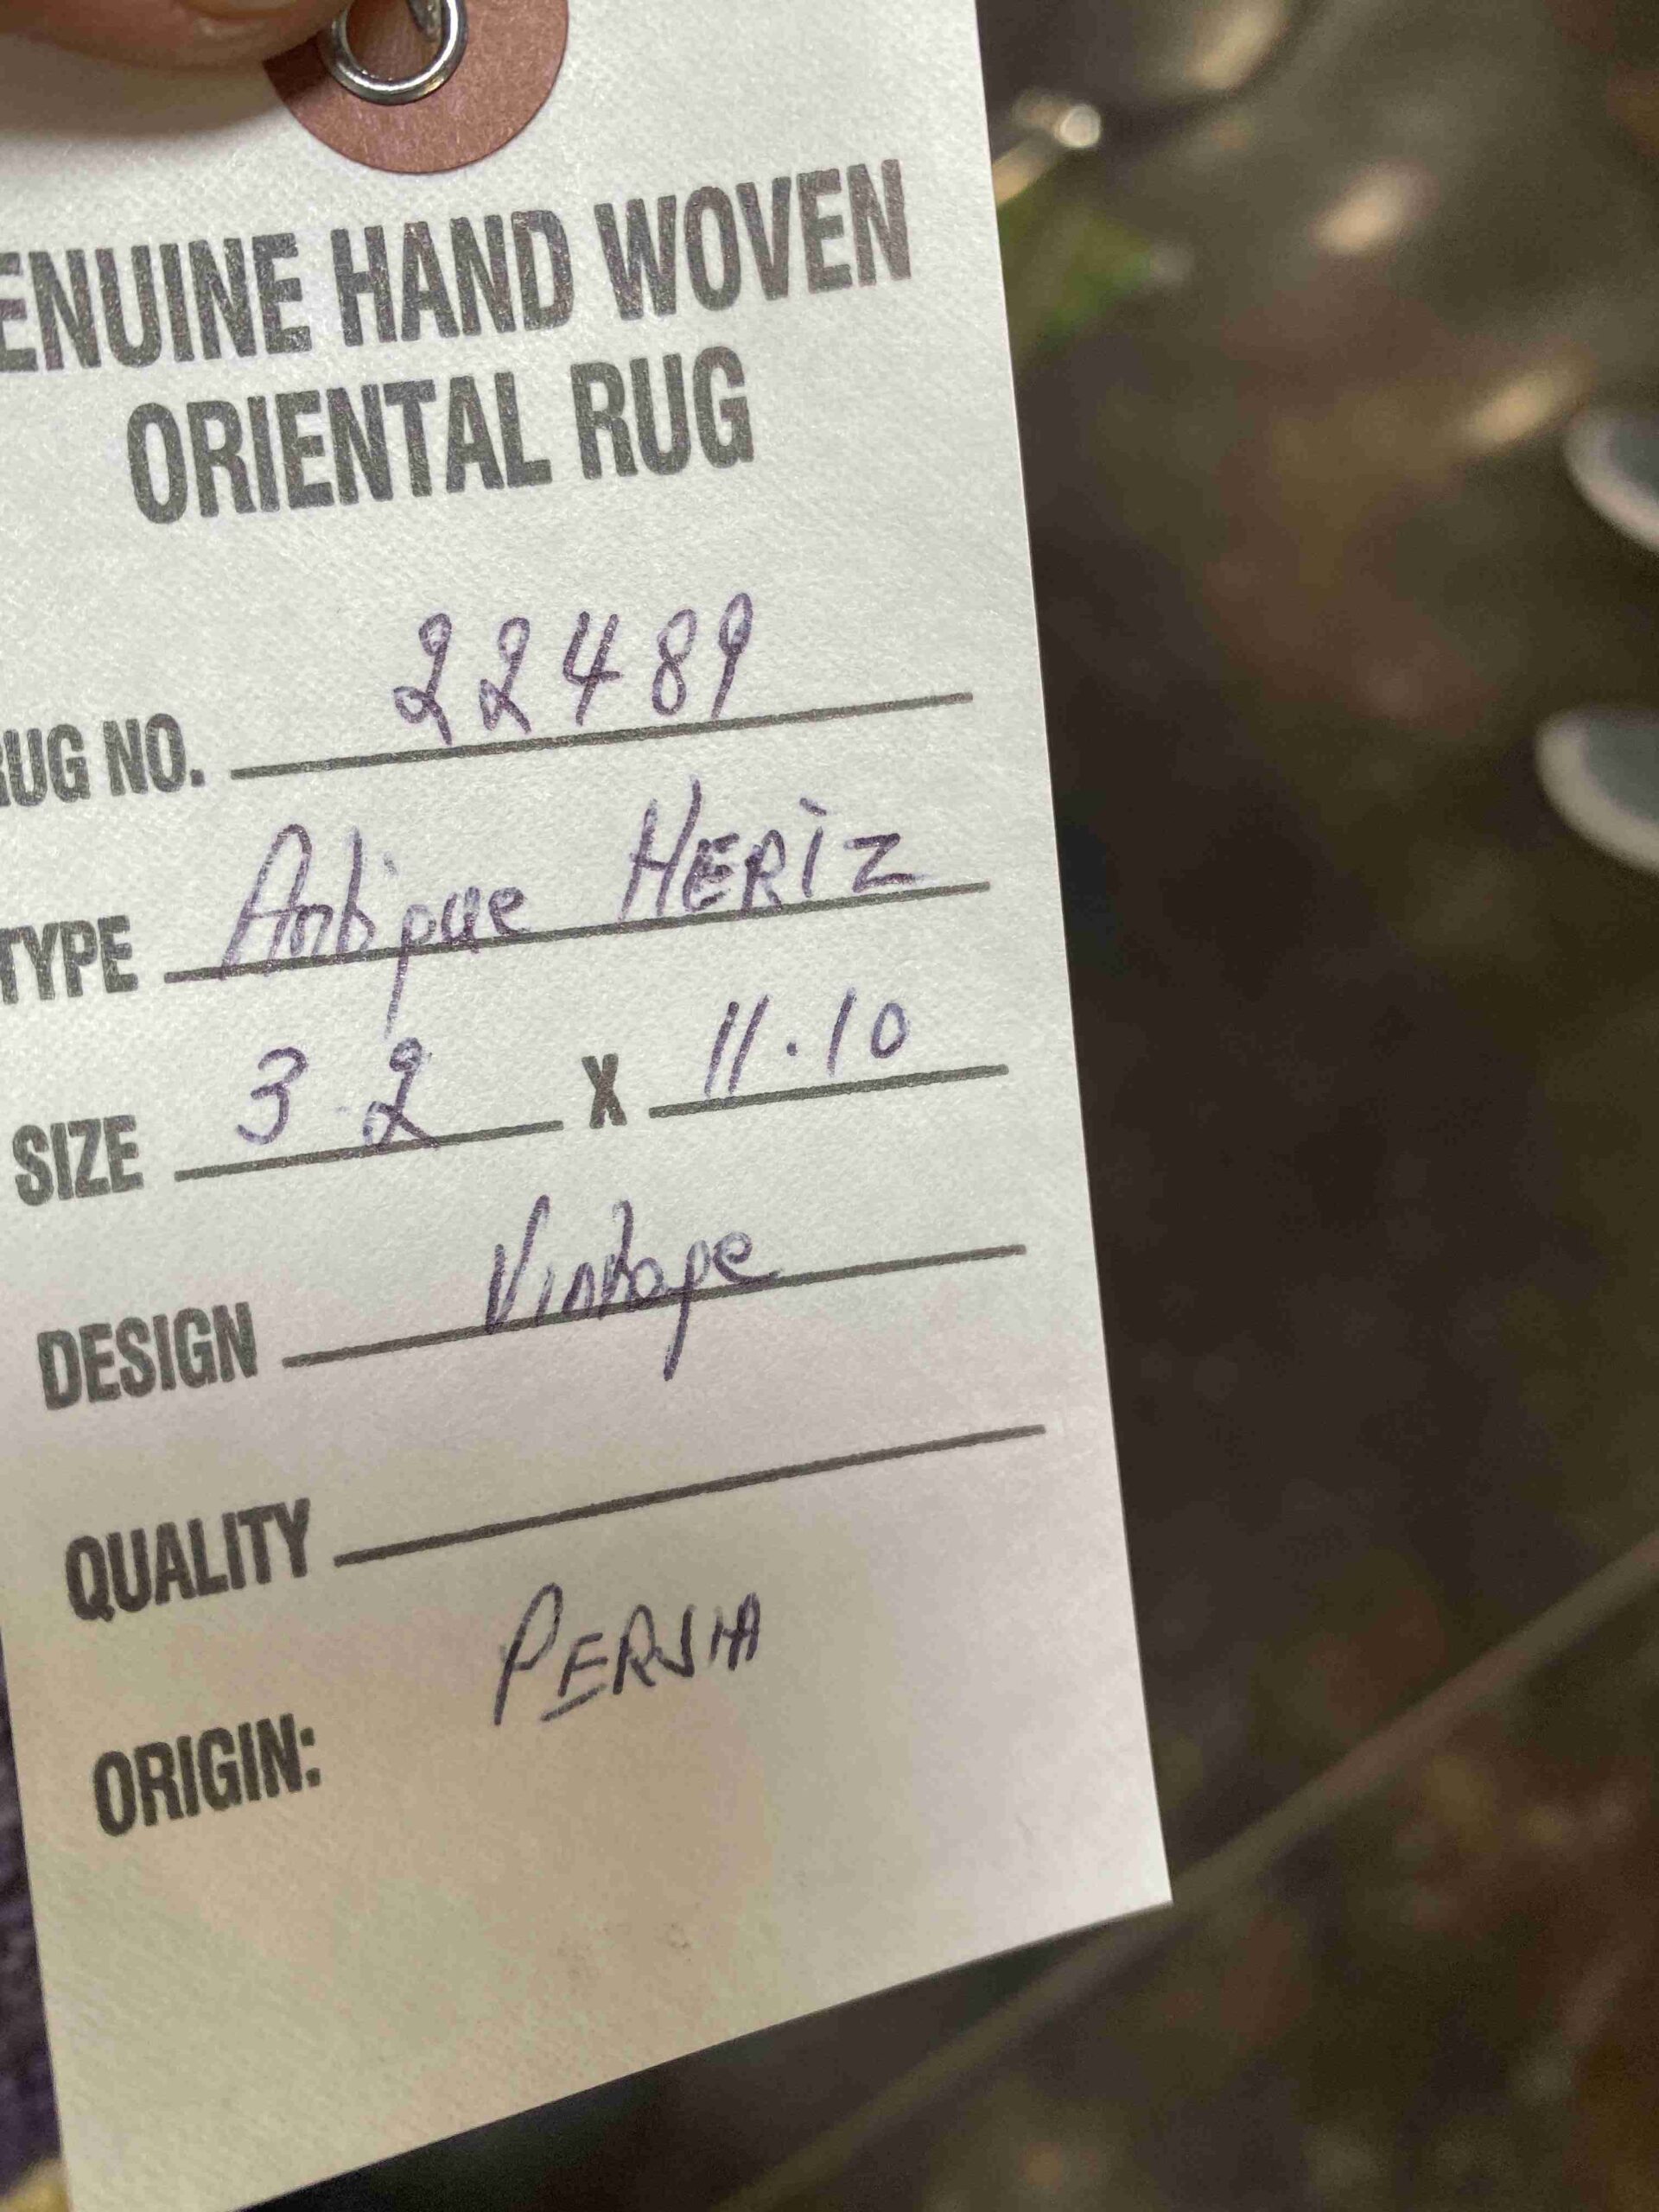 ENUINE HAND WOVEN
ORIENTAL RUG
RUG NO. 22489
TYPE Antique HERIZ
SIZE 3.2 X 11.10
DESIGN Vintage
QUALITY
ORIGIN: PERSIA